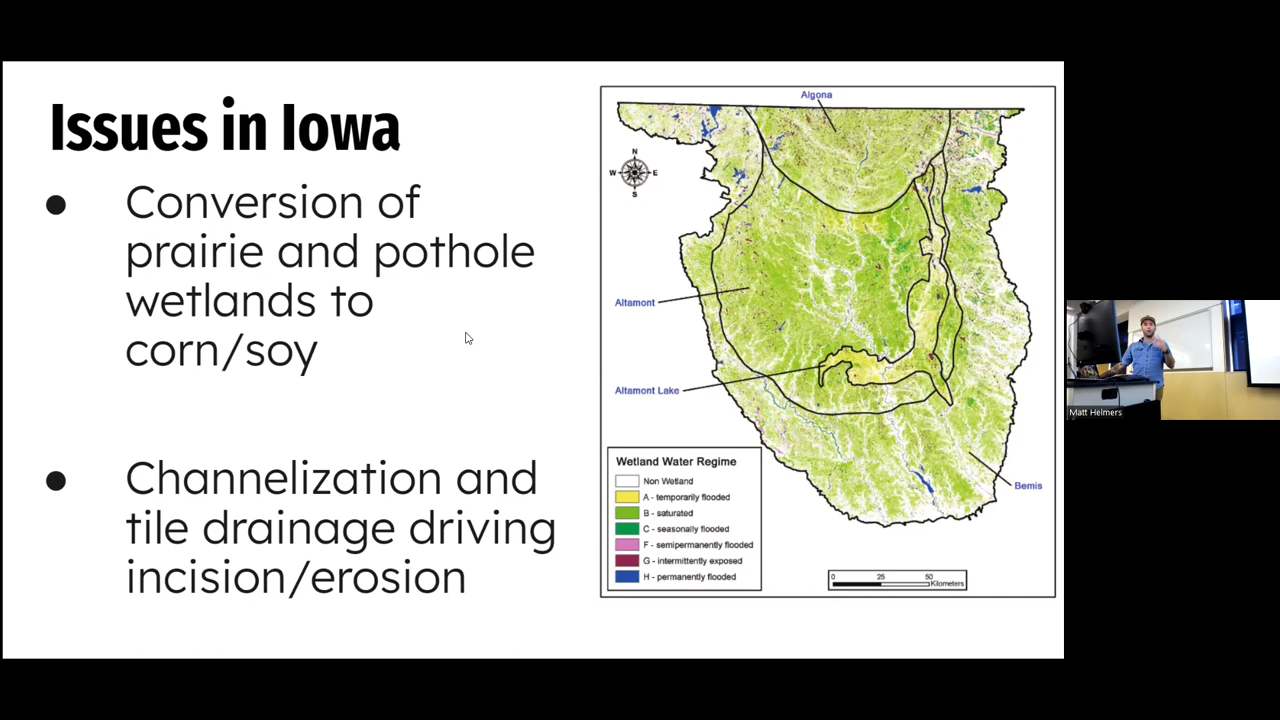 Issues in Iowa
● Conversion of
prairie and pothole
wetlands to
corn/soy
● Channelization and
tile drainage driving
incision/erosion
Algona
N
W E
S
Altamont
Altamont Lake
Bemis
Wetland Water Regime
Non Wetland
A - temporarily flooded
B - saturated
C - seasonally flooded
F - semipermanently flooded
G - intermittently exposed
H - permanently flooded
0 25 50
Kilometers
Matt Helmers